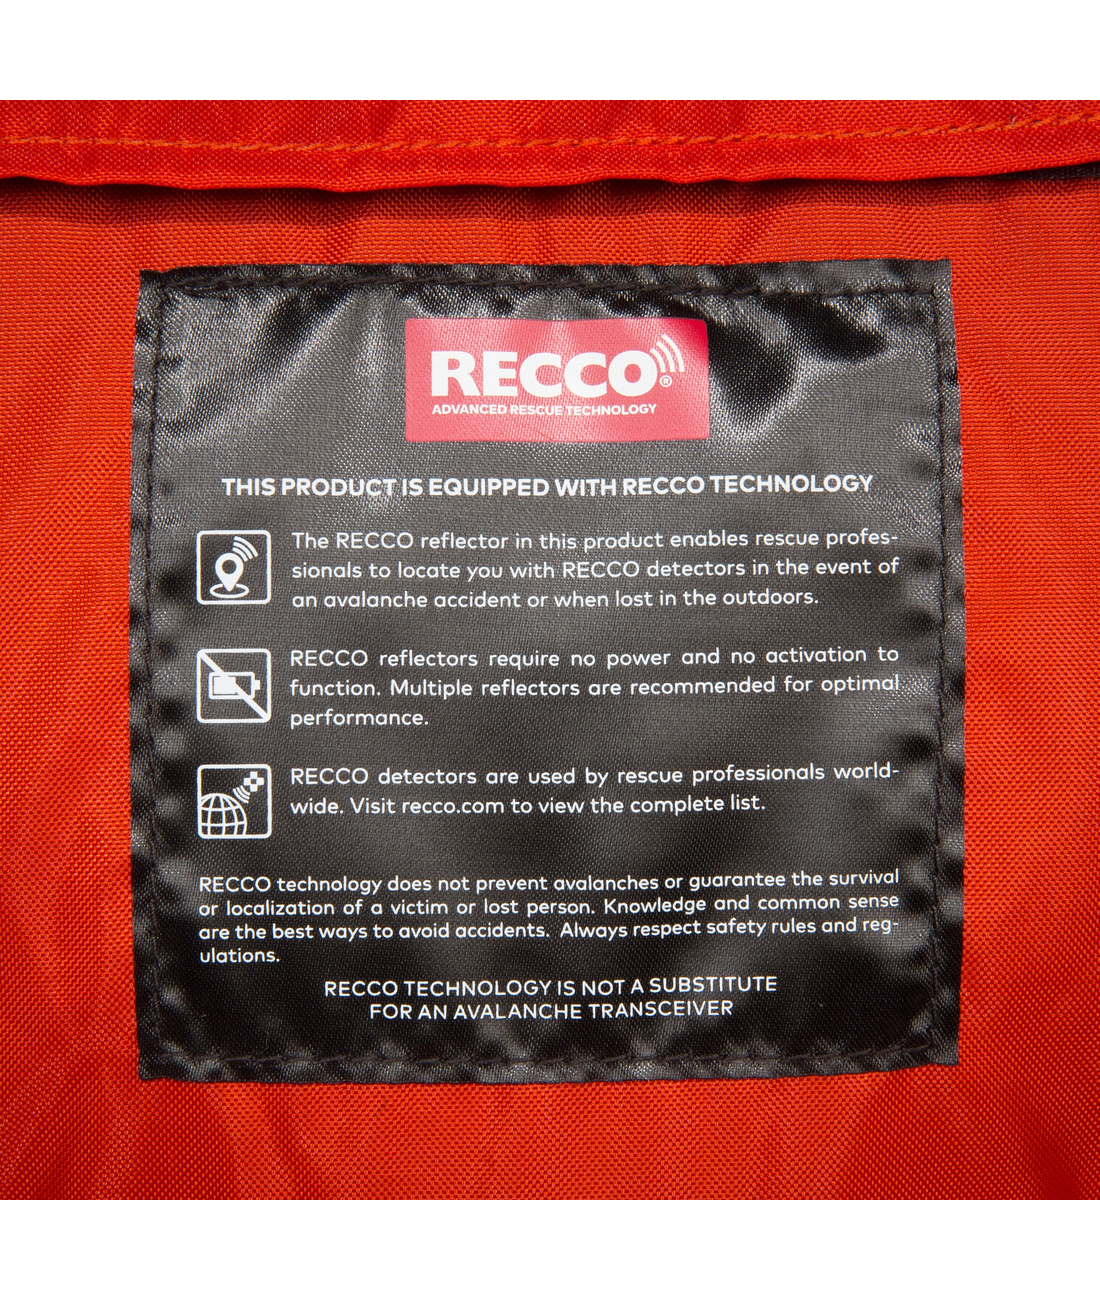 RECCO®
ADVANCED RESCUE TECHNOLOGY
THIS PRODUCT IS EQUIPPED WITH RECCO TECHNOLOGY
The RECCO reflector in this product enables rescue profes-
sionals to locate you with RECCO detectors in the event of
an avalanche accident or when lost in the outdoors.
RECCO reflectors require no power and no activation to
function. Multiple reflectors are recommended for optimal
performance.
RECCO detectors are used by rescue professionals world-
wide. Visit recco.com to view the complete list.
RECCO technology does not prevent avalanches or guarantee the survival
or localization of a victim or lost person. Knowledge and common sense
are the best ways to avoid accidents. Always respect safety rules and reg-
ulations.
RECCO TECHNOLOGY IS NOT A SUBSTITUTE
FOR AN AVALANCHE TRANSCEIVER